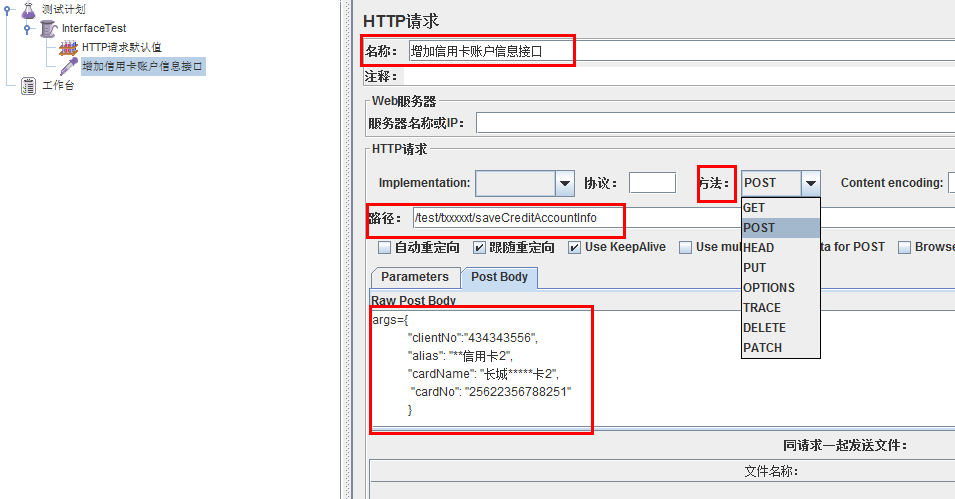 测试计划
InterfaceTest
HTTP请求默认值
增加信用卡账户信息接口
工作台
HTTP请求
名称： 增加信用卡账户信息接口
注释：
Web服务器
服务器名称或IP：
HTTP请求
Implementation: 协议： 方法： POST Content encoding:
GET
POST
HEAD
PUT
OPTIONS
TRACE
DELETE
PATCH
路径： /test/txxxxt/saveCreditAccountInfo
自动重定向 跟随重定向 Use KeepAlive Use mul ta for POST Browse
Parameters Post Body
Raw Post Body
args={
"clientNo":"434343556",
"alias": "**信用卡2",
"cardName": "长城*****卡2",
"cardNo": "25622356788251"
}
同请求一起发送文件：
文件名称：